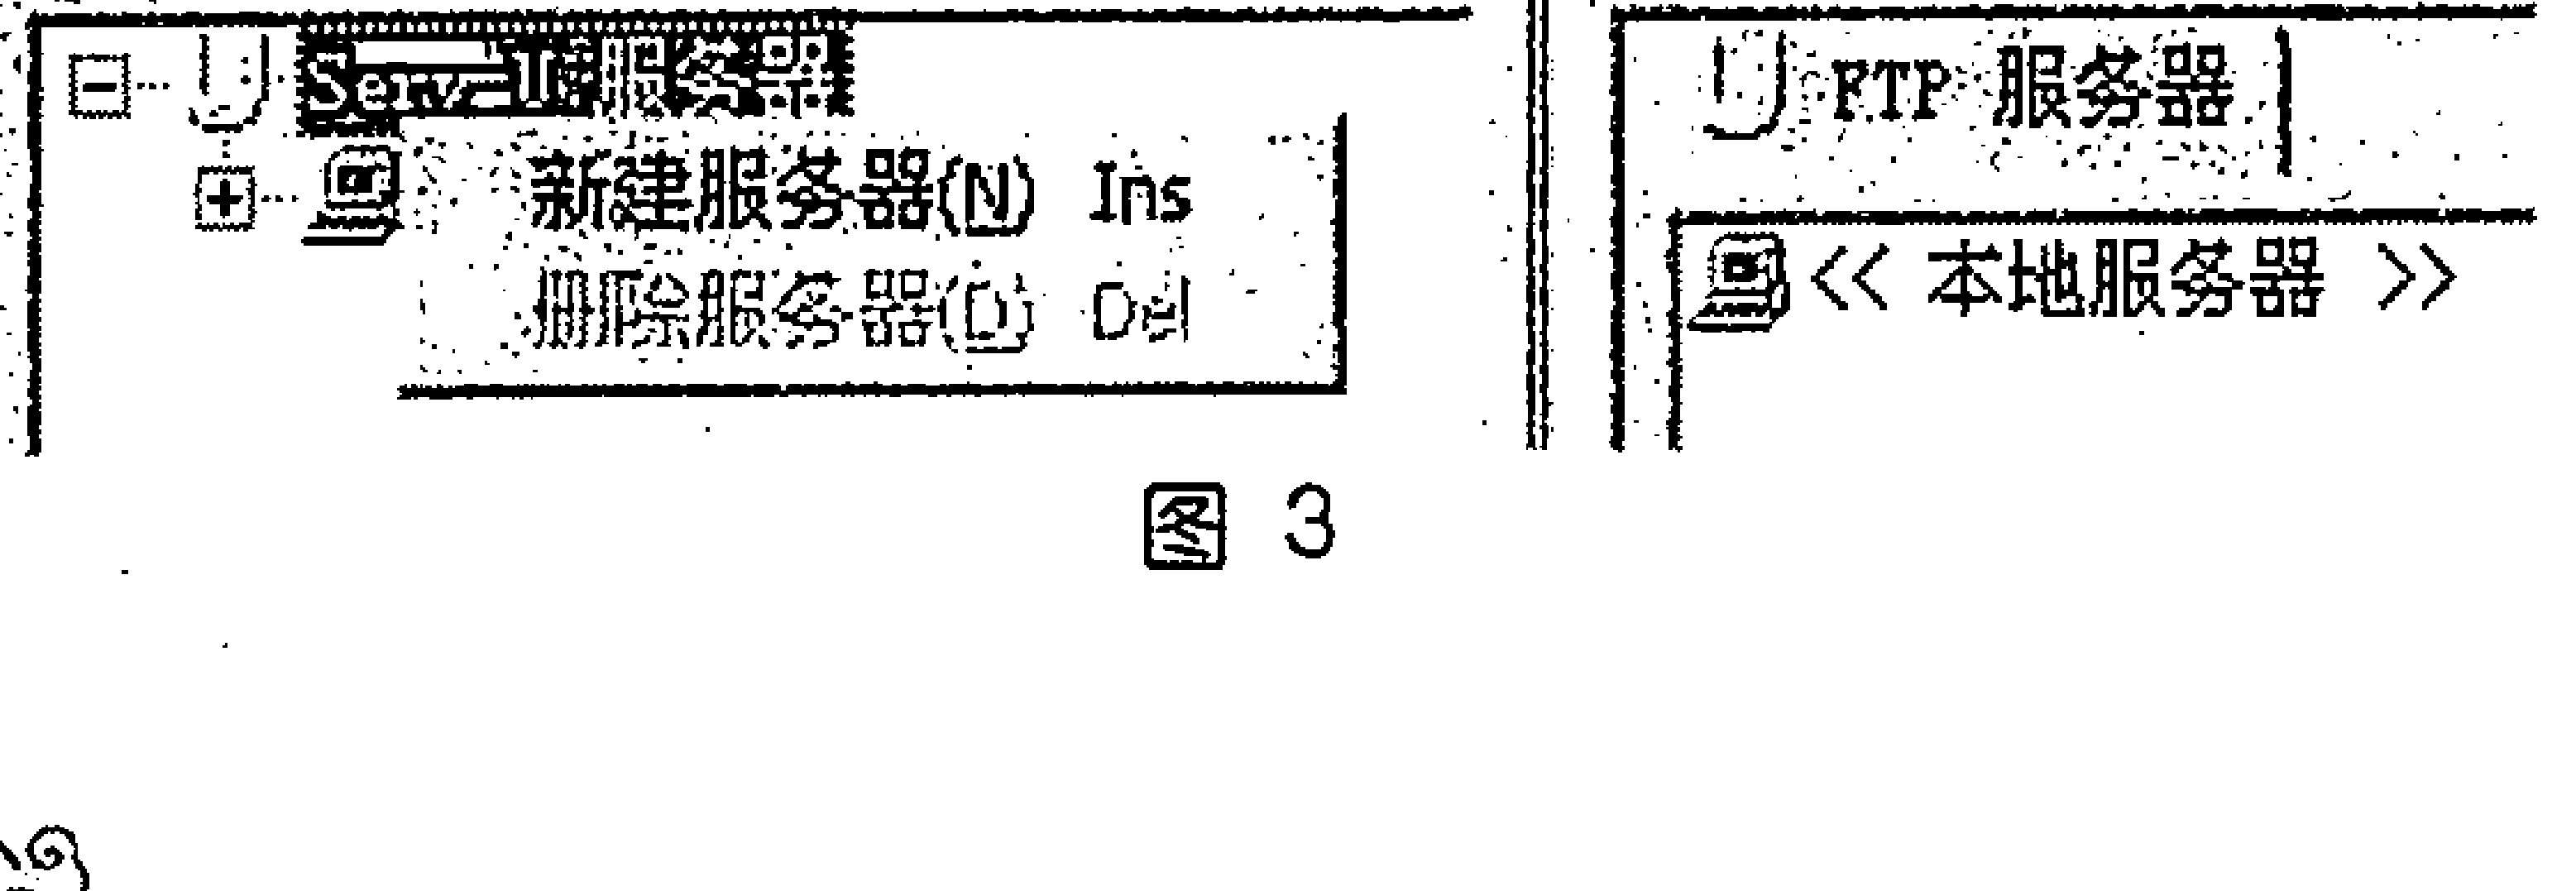 Serv-U服务器
新建服务器(N) Ins
删除服务器(D) Del
FTP 服务器
<< 本地服务器 >>
图 3